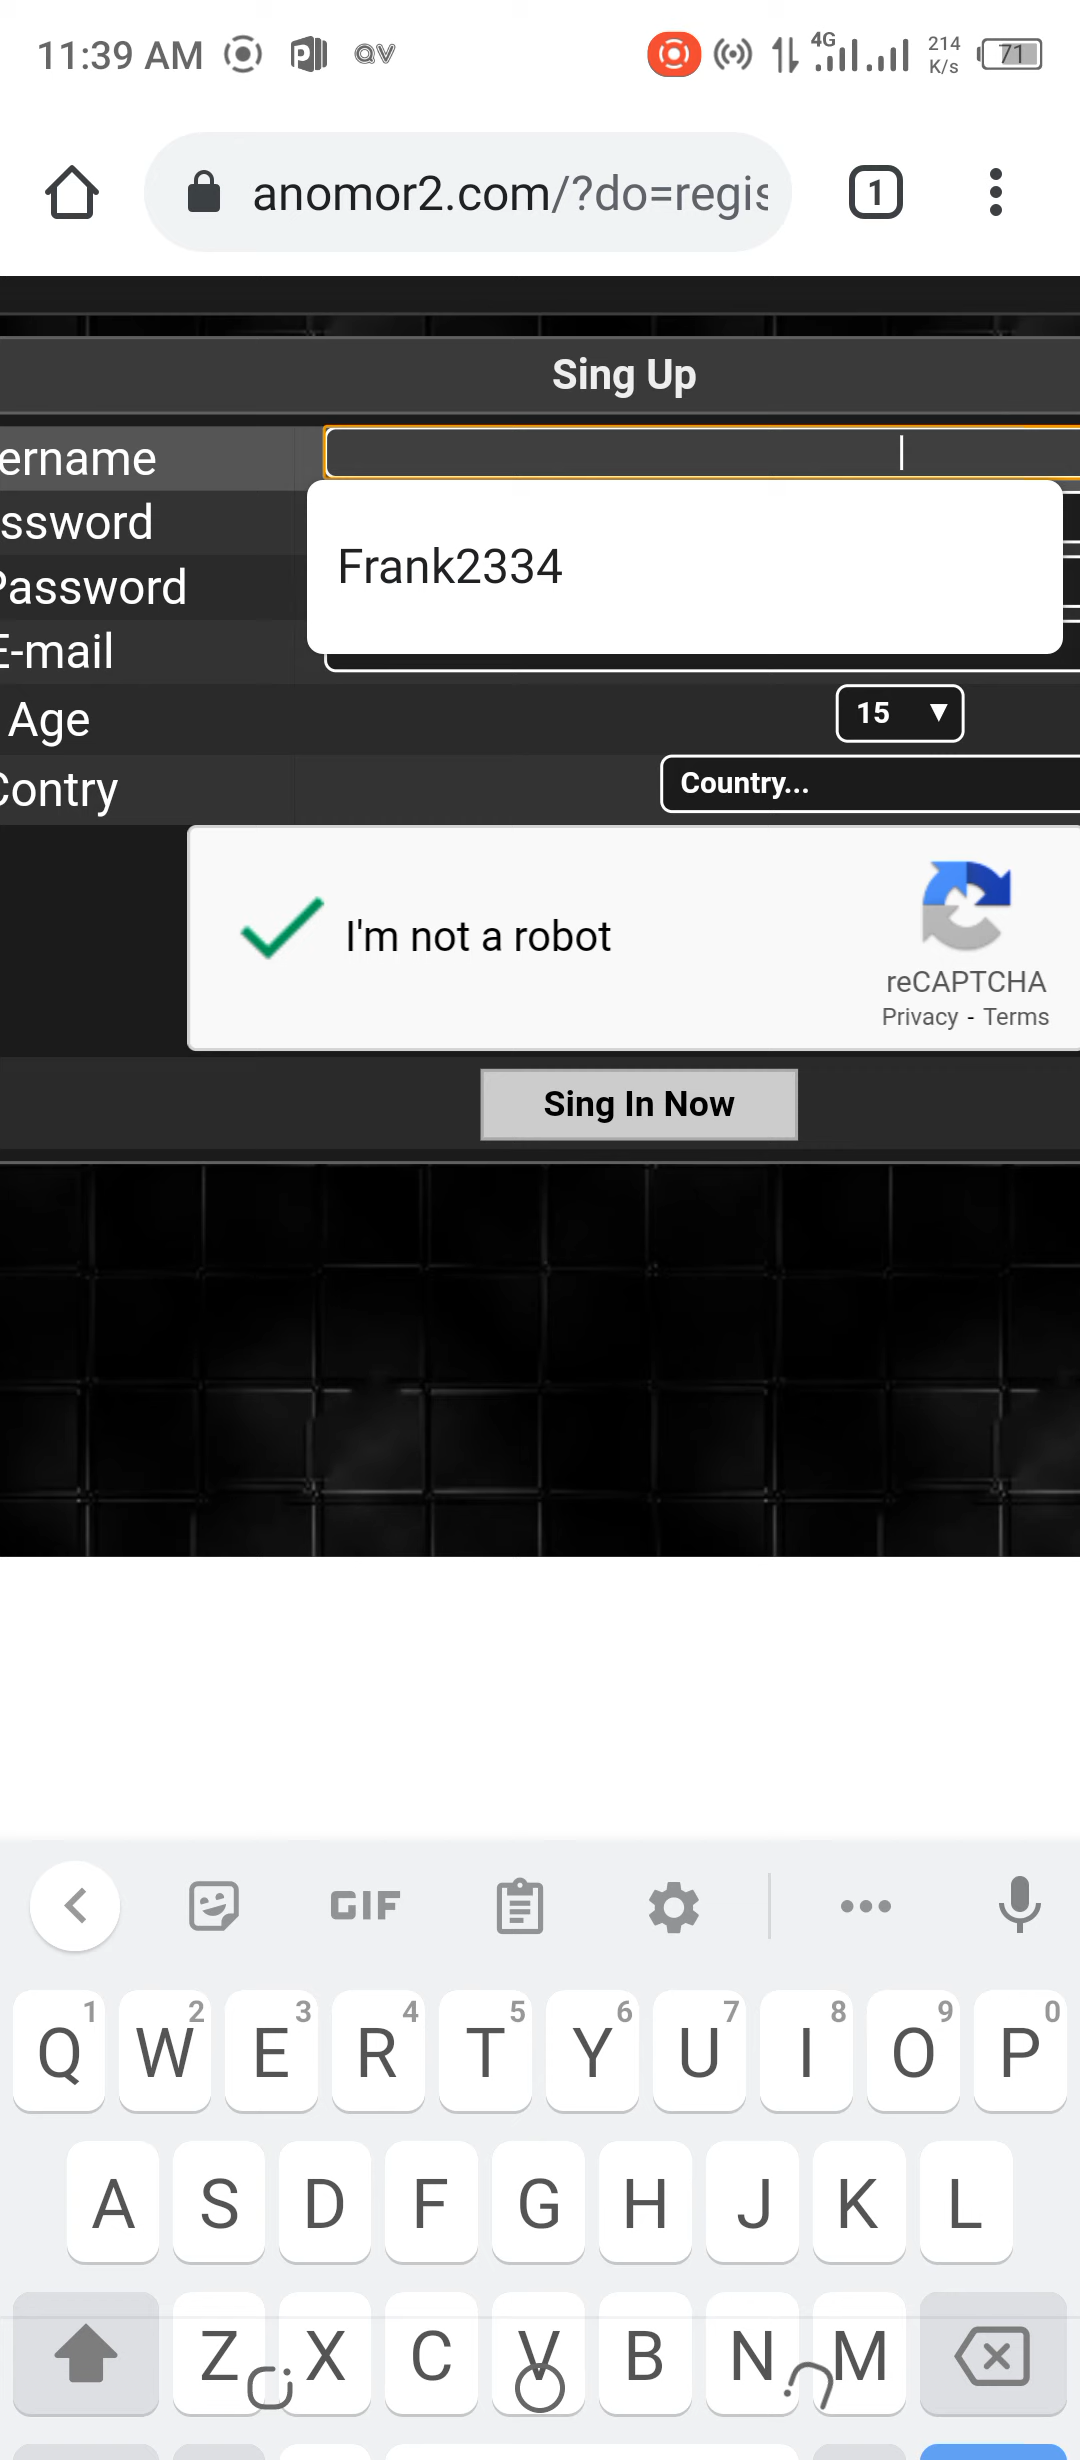 11:39 AM QV 4G 214 K/s 71
anomor2.com/?do=regis
1
Sing Up
ername
ssword
Frank2334
Password
E-mail
Age 15 ▼
Contry Country...
I'm not a robot
reCAPTCHA
Privacy - Terms
Sing In Now
GIF
1 2 3 4 5 6 7 8 9 0
Q W E R T Y U I O P
A S D F G H J K L
Z X C V B N M